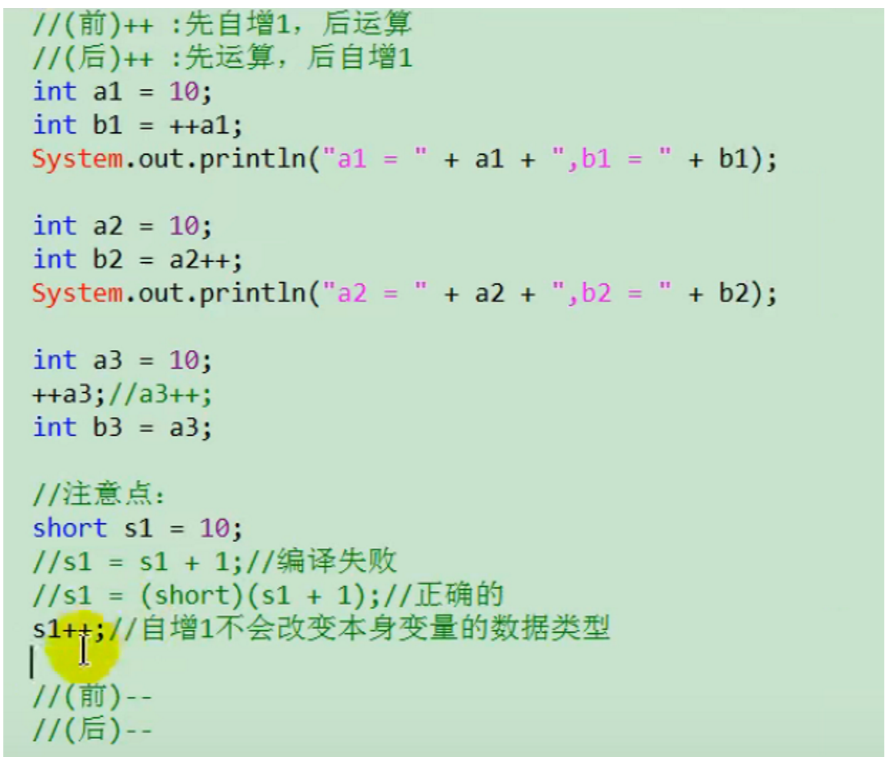 //(前)++ :先自增1, 后运算
//(后)++ :先运算, 后自增1
int a1 = 10;
int b1 = ++a1;
System.out.println("a1 = " + a1 + ",b1 = " + b1);
int a2 = 10;
int b2 = a2++;
System.out.println("a2 = " + a2 + ",b2 = " + b2);
int a3 = 10;
++a3;//a3++;
int b3 = a3;
//注意点:
short s1 = 10;
//s1 = s1 + 1;//编译失败
//s1 = (short)(s1 + 1);//正确的
s1++;//自增1不会改变本身变量的数据类型
//(前)--
//(后)--